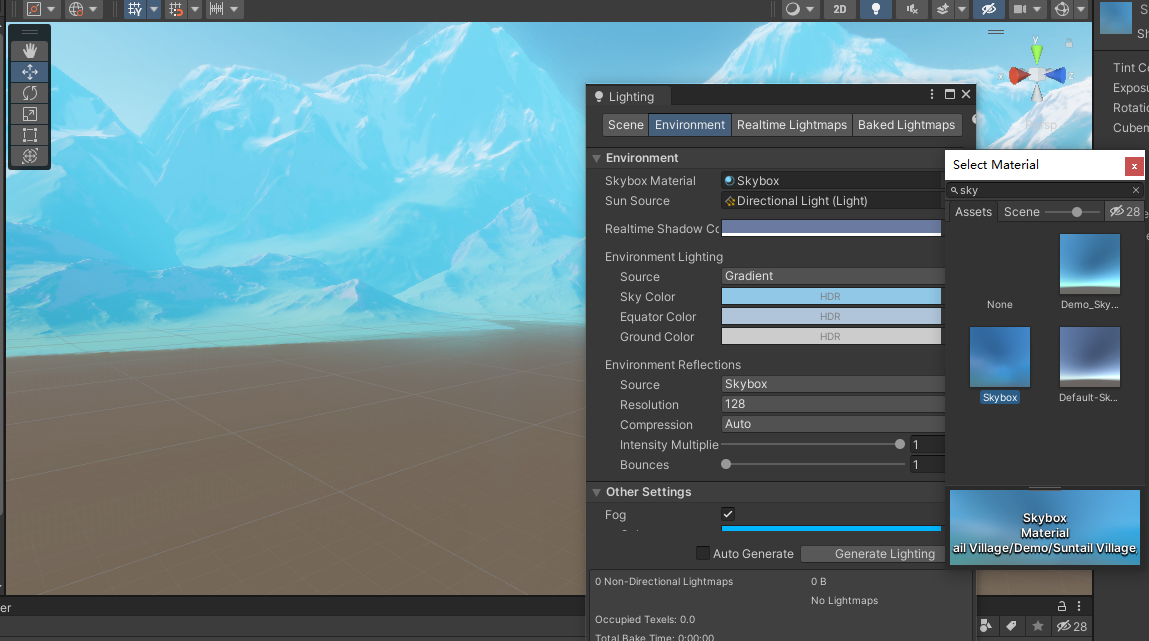 2D
S
Sh
y
x
z
Persp
Tint Co
Exposu
Rotatio
Cubem
Lighting
Scene
Environment
Realtime Lightmaps
Baked Lightmaps
Environment
Skybox Material
Skybox
Sun Source
Directional Light (Light)
Realtime Shadow Co
Environment Lighting
Source
Gradient
Sky Color
HDR
Equator Color
HDR
Ground Color
HDR
Environment Reflections
Source
Skybox
Resolution
128
Compression
Auto
Intensity Multiplie
1
Bounces
1
Other Settings
Fog
Auto Generate
Generate Lighting
0 Non-Directional Lightmaps
0 B
No Lightmaps
Occupied Texels: 0.0
Total Bake Time: 0:00:00
Select Material
x
sky
Assets
Scene
28
None
Demo_Sky...
Skybox
Default-Sk...
Skybox
Material
ail Village/Demo/Suntail Village,
er
28